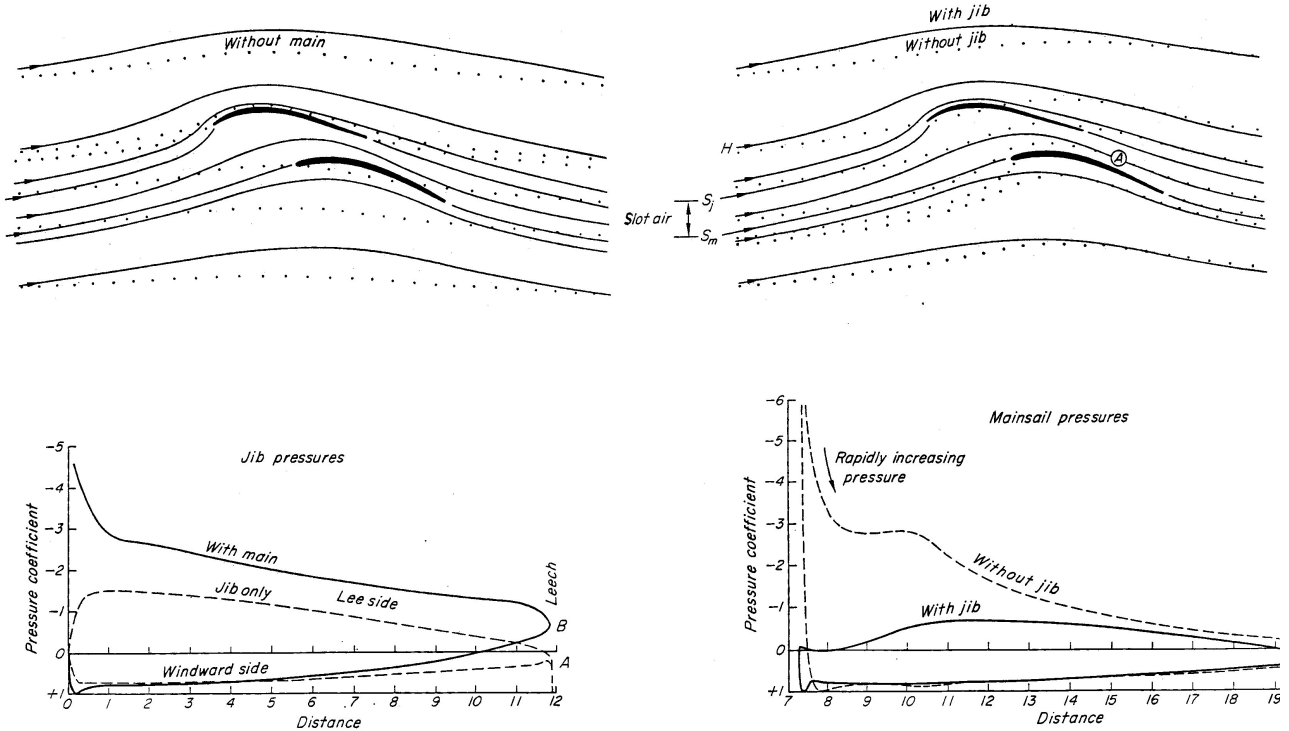 Without main
With jib
Without jib
A
H
Sj
Slot air
Sm
Jib pressures
Pressure coefficient
-5
-4
-3
-2
-1
0
+1
With main
Jib only
Lee side
Windward side
Leech
B
A
0 1 2 3 4 5 6 7 8 9 10 11 12
Distance
Mainsail pressures
Pressure coefficient
-6
-5
-4
-3
-2
-1
0
+1
Rapidly increasing
pressure
Without jib
With jib
7 8 9 10 11 12 13 14 15 16 17 18 19
Distance